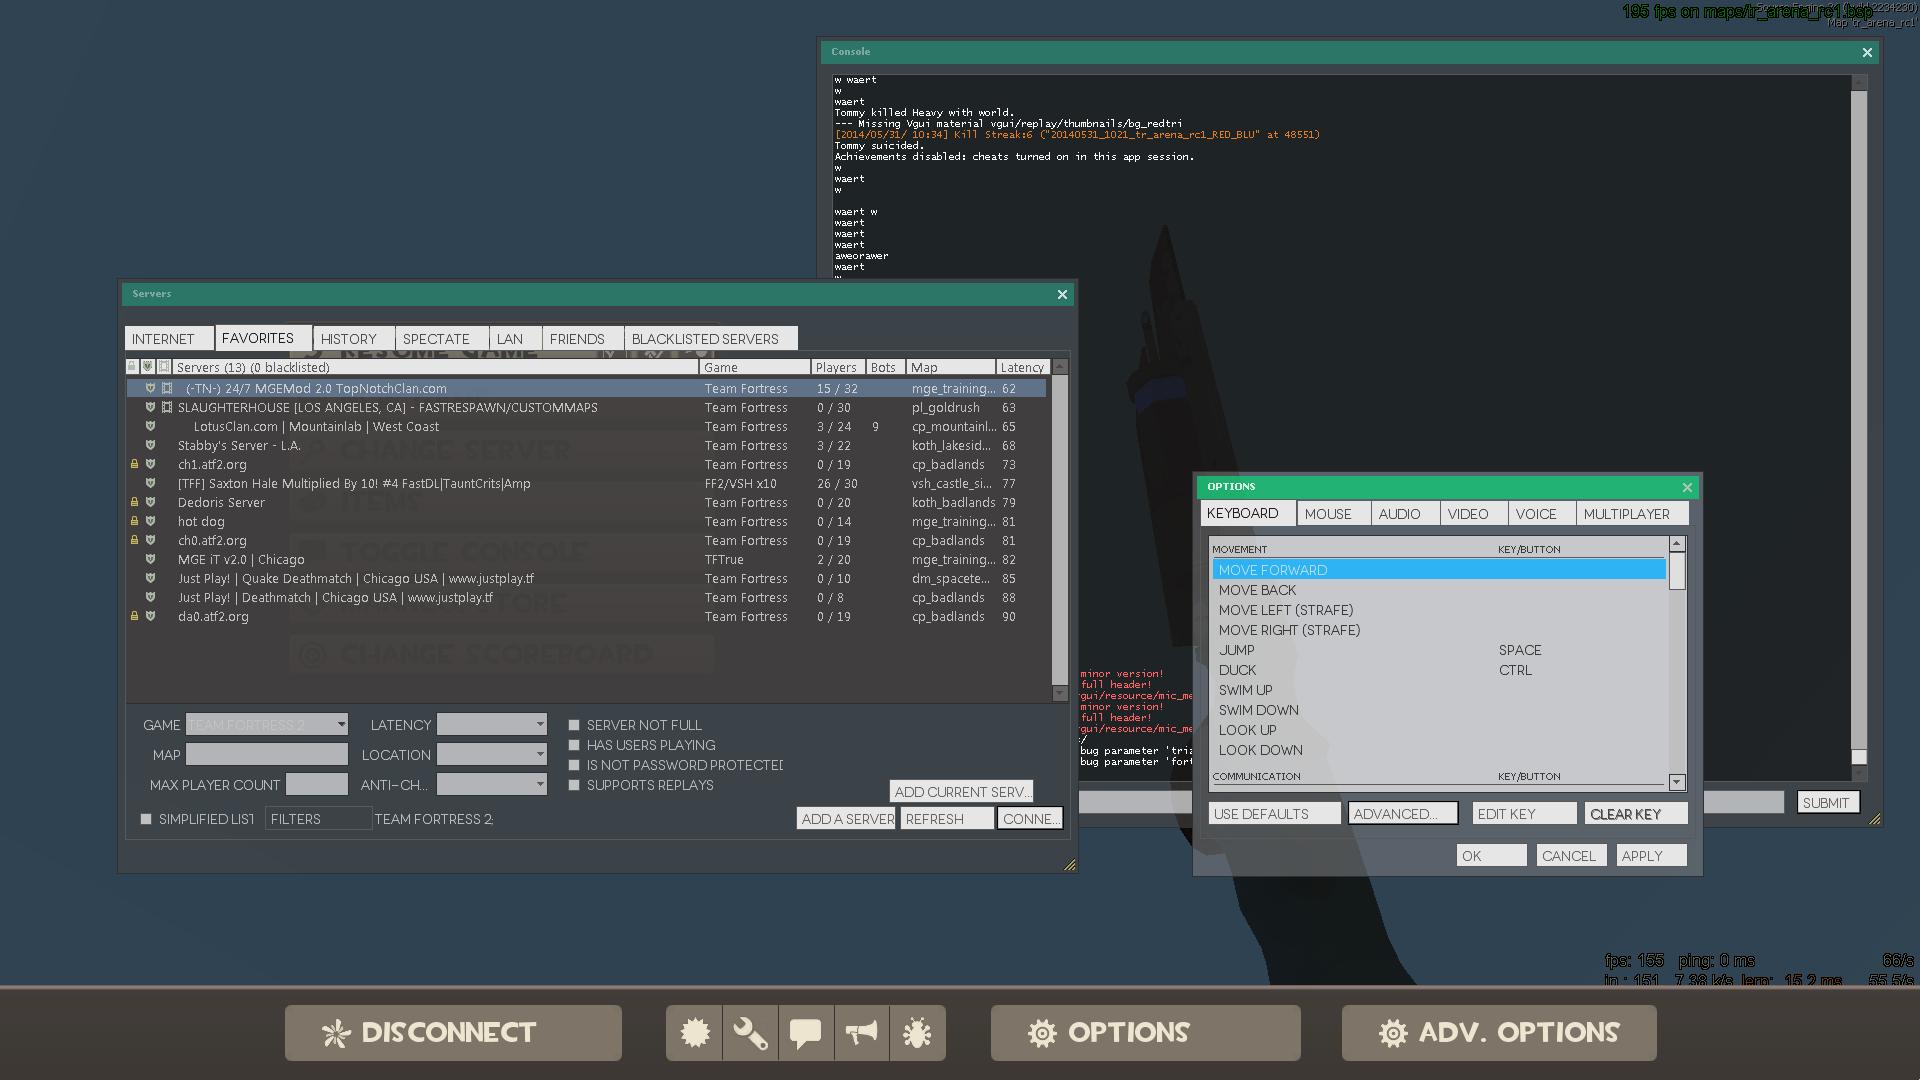 195 fps on maps/tr_arena_rc1.bsp
Map tr_arena_rc1
Console
w waert
w
waert
Tommy killed Heavy with world.
--- Missing Vgui material vgui/replay/thumbnails/bg_redtri
[2014/05/31/ 10:34] Kill Streak:6 ("20140531_1021_tr_arena_rc1_RED_BLU" at 48551)
Tommy suicided.
Achievements disabled: cheats turned on in this app session.
w
waert
w
waert w
waert
waert
waert
aweorawer
waert
minor version!
full header!
gui/resource/mic_me
minor version!
full header!
gui/resource/mic_me
/
bug parameter 'tria
bug parameter 'fort
SUBMIT
Servers
INTERNET FAVORITES HISTORY SPECTATE LAN FRIENDS BLACKLISTED SERVERS
RESUME GAME
Servers (13) (0 blacklisted) Game Players Bots Map Latency
(-TN-) 24/7 MGEMod 2.0 TopNotchClan.com Team Fortress 15 / 32 mge_training... 62
SLAUGHTERHOUSE [LOS ANGELES, CA] - FASTRESPAWN/CUSTOMMAPS Team Fortress 0 / 30 pl_goldrush 63
LotusClan.com | Mountainlab | West Coast Team Fortress 3 / 24 9 cp_mountainl... 65
Stabby's Server - L.A. Team Fortress 3 / 22 koth_lakesid... 68
ch1.atf2.org Team Fortress 0 / 19 cp_badlands 73
[TFF] Saxton Hale Multiplied By 10! #4 FastDL|TauntCrits|Amp FF2/VSH x10 26 / 30 vsh_castle_si... 77
Dedoris Server Team Fortress 0 / 20 koth_badlands 79
hot dog Team Fortress 0 / 14 mge_training... 81
ch0.atf2.org Team Fortress 0 / 19 cp_badlands 81
MGE iT v2.0 | Chicago TFTrue 2 / 20 mge_training... 82
Just Play! | Quake Deathmatch | Chicago USA | www.justplay.tf Team Fortress 0 / 10 dm_spacete... 85
Just Play! | Deathmatch | Chicago USA | www.justplay.tf Team Fortress 0 / 8 cp_badlands 88
da0.atf2.org Team Fortress 0 / 19 cp_badlands 90
CHANGE SERVER
ITEMS
TOGGLE CONSOLE
STORE
CHANGE SCOREBOARD
GAME TEAM FORTRESS 2 LATENCY SERVER NOT FULL
MAP LOCATION HAS USERS PLAYING
IS NOT PASSWORD PROTECTED
MAX PLAYER COUNT ANTI-CH... SUPPORTS REPLAYS
ADD CURRENT SERV...
SIMPLIFIED LIST FILTERS TEAM FORTRESS 2; ADD A SERVER REFRESH CONNE...
OPTIONS
KEYBOARD MOUSE AUDIO VIDEO VOICE MULTIPLAYER
MOVEMENT KEY/BUTTON
MOVE FORWARD
MOVE BACK
MOVE LEFT (STRAFE)
MOVE RIGHT (STRAFE)
JUMP SPACE
DUCK CTRL
SWIM UP
SWIM DOWN
LOOK UP
LOOK DOWN
COMMUNICATION KEY/BUTTON
USE DEFAULTS ADVANCED... EDIT KEY CLEAR KEY
OK CANCEL APPLY
fps: 155 ping: 0 ms 66/s
in : 151 7.38 k/s lerp: 15.2 ms 55.5/s
DISCONNECT OPTIONS ADV. OPTIONS